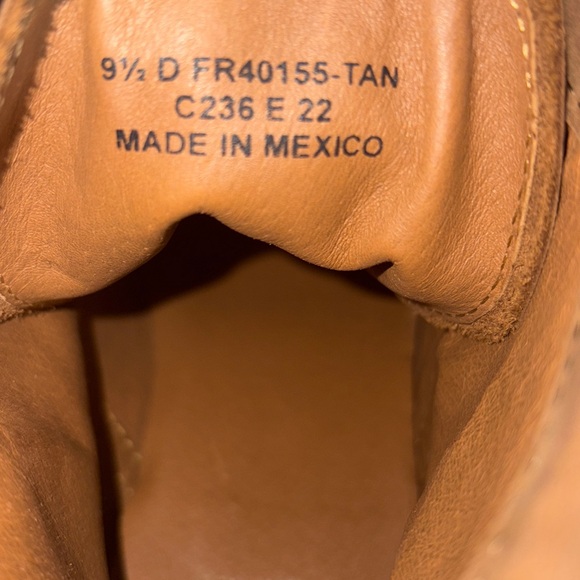 9½ D FR40155-TAN
C236 E 22
MADE IN MEXICO